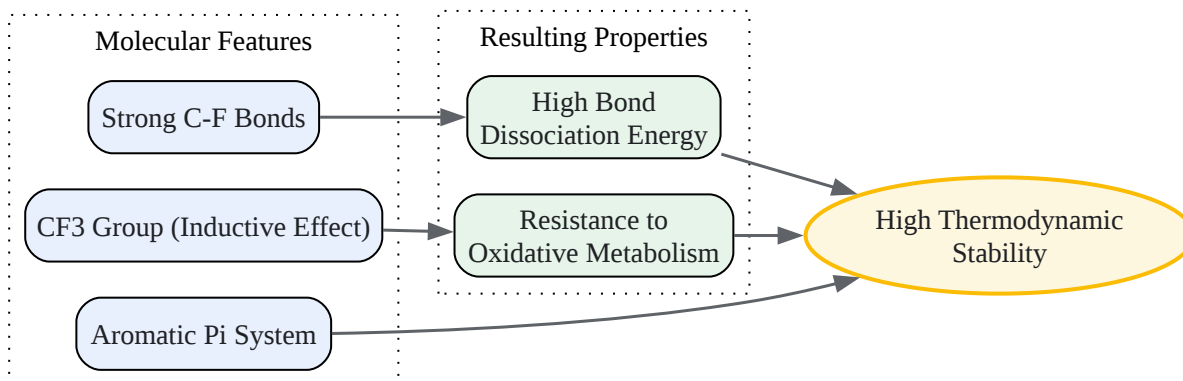 Molecular Features
Resulting Properties
Strong C-F Bonds
High Bond
Dissociation Energy
CF3 Group (Inductive Effect)
Resistance to
Oxidative Metabolism
High Thermodynamic
Stability
Aromatic Pi System